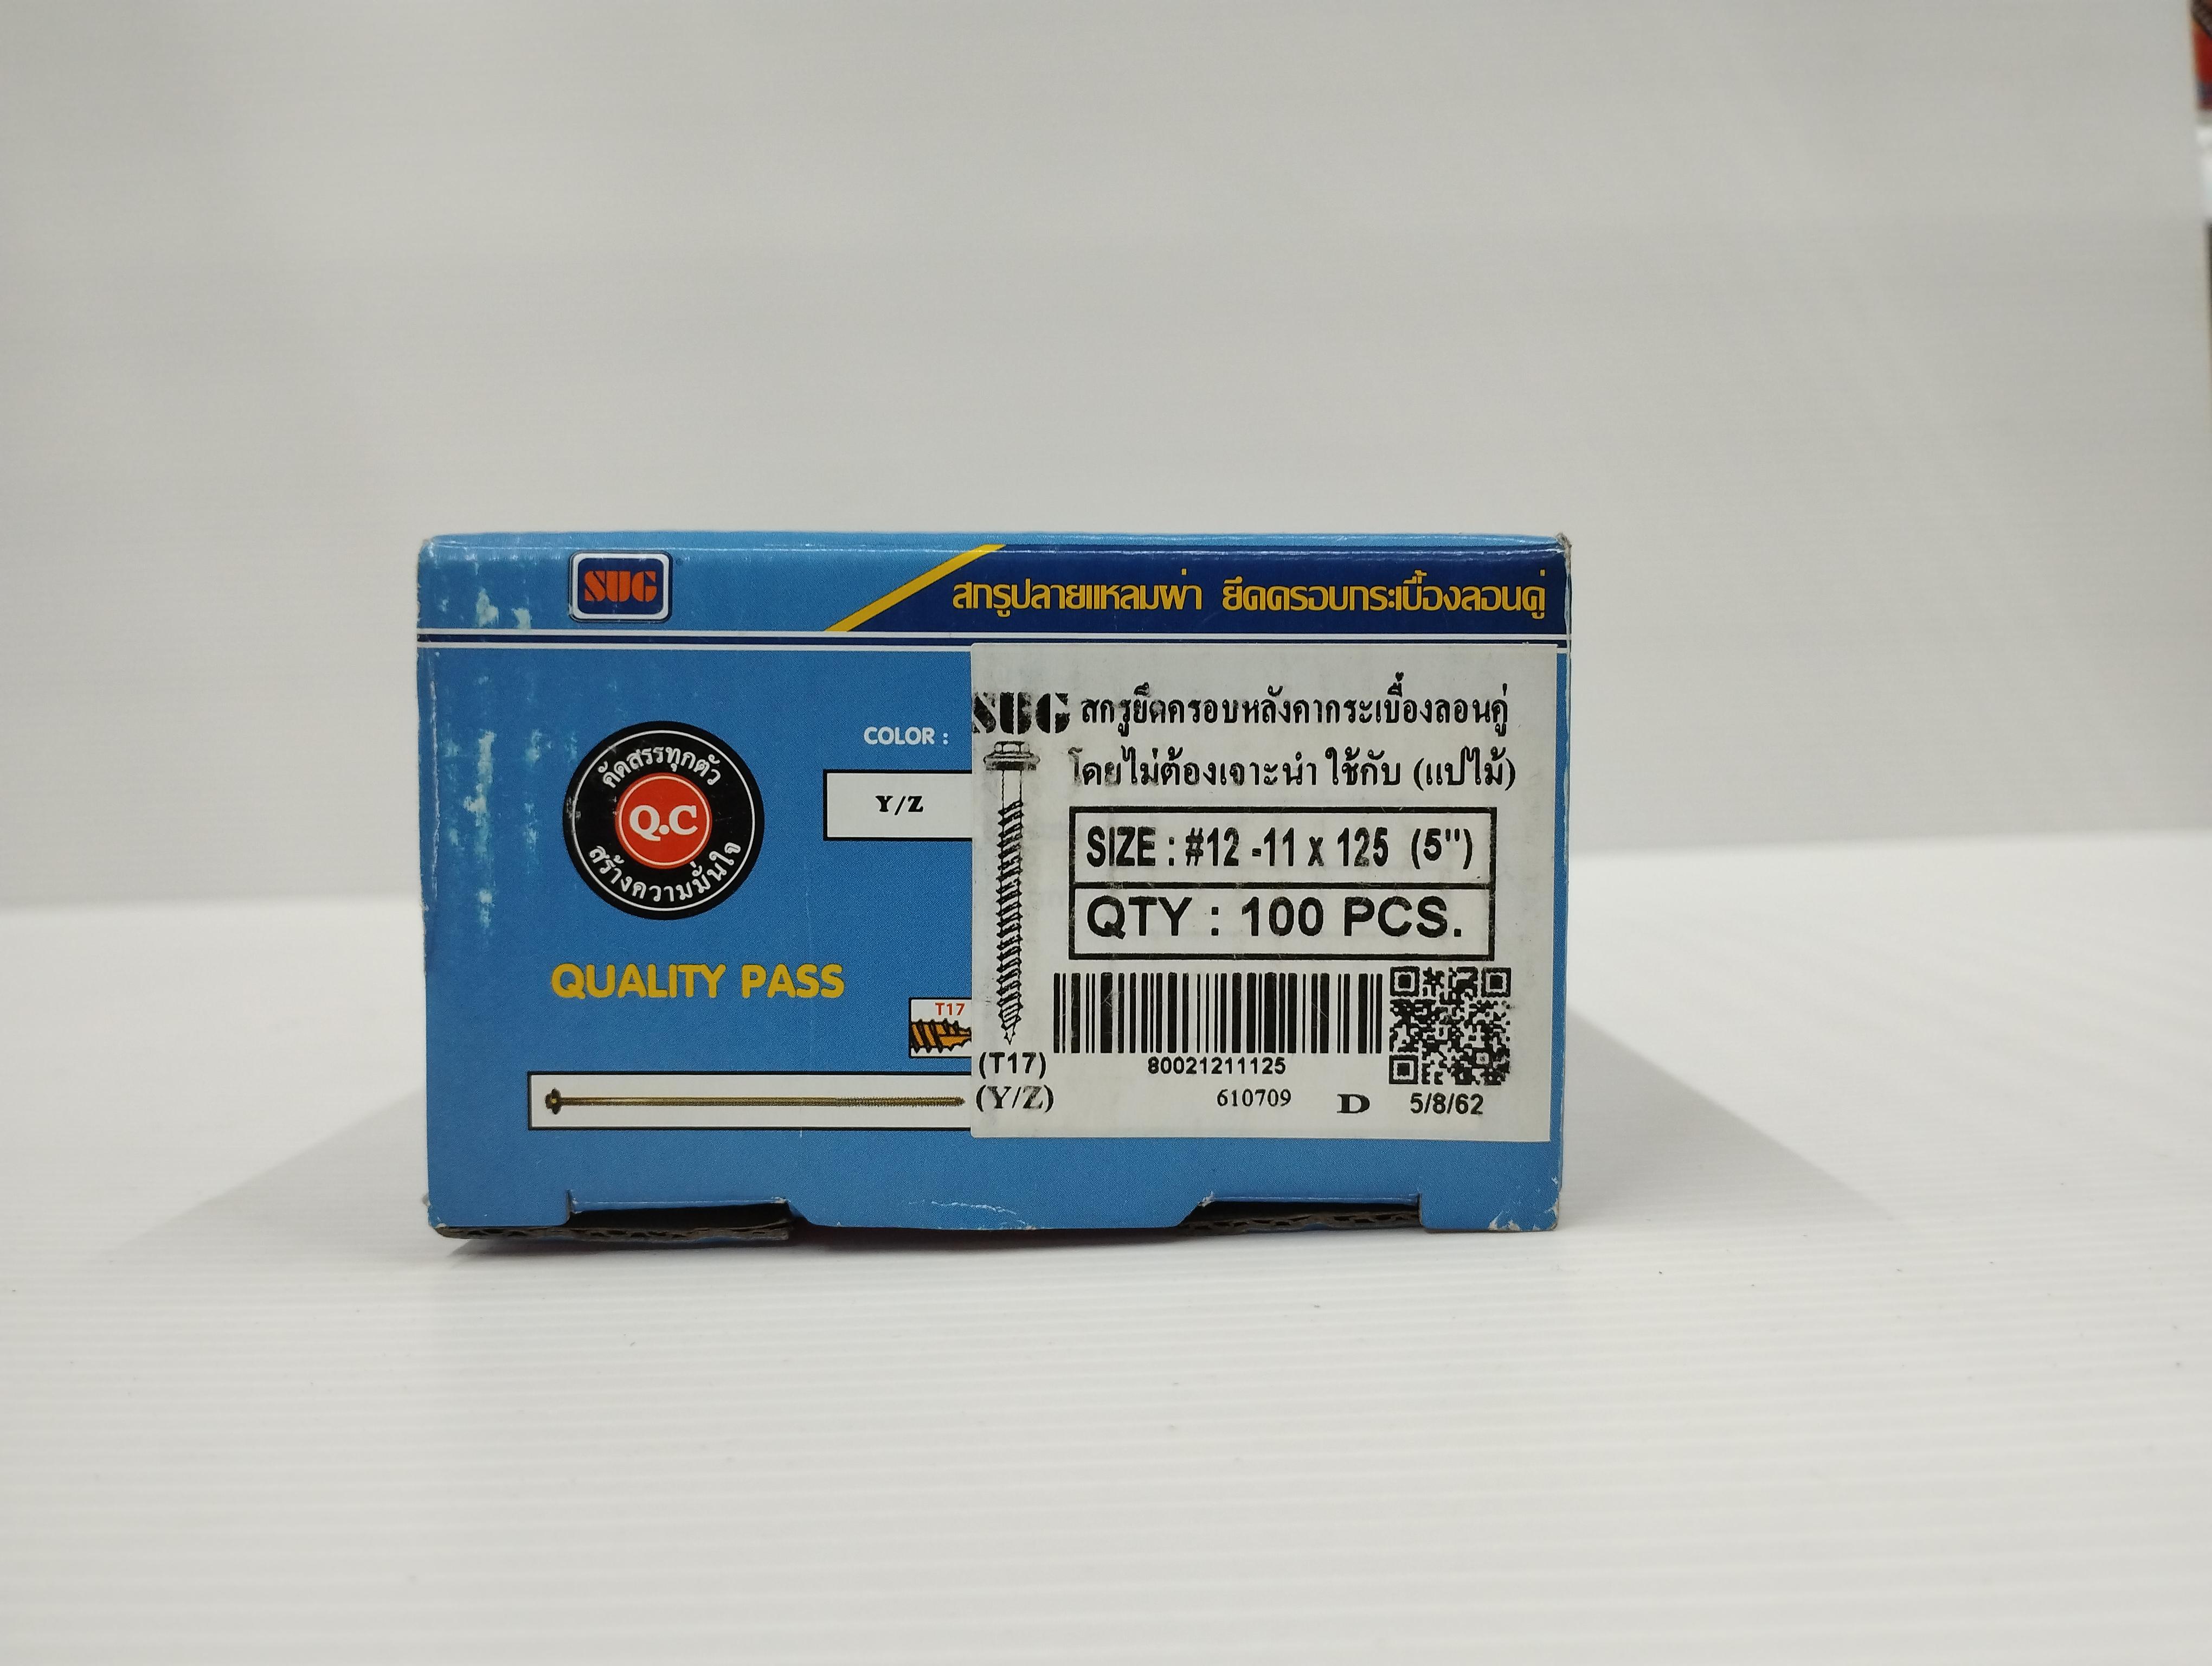 SUG
สกรูปลายแหลมผ่า ยึดครอบกระเบื้องลอนคู่
SUG สกรูยึดครอบหลังคากระเบื้องลอนคู่
โดยไม่ต้องเจาะนำ ใช้กับ (แปไม้)
COLOR :
Y/Z
คัดสรรทุกตัว
Q.C
สร้างความมั่นใจ
SIZE : #12 -11 x 125 (5")
QTY : 100 PCS.
QUALITY PASS
T17
(T17)
80021211125
(Y/Z)
610709 D 5/8/62